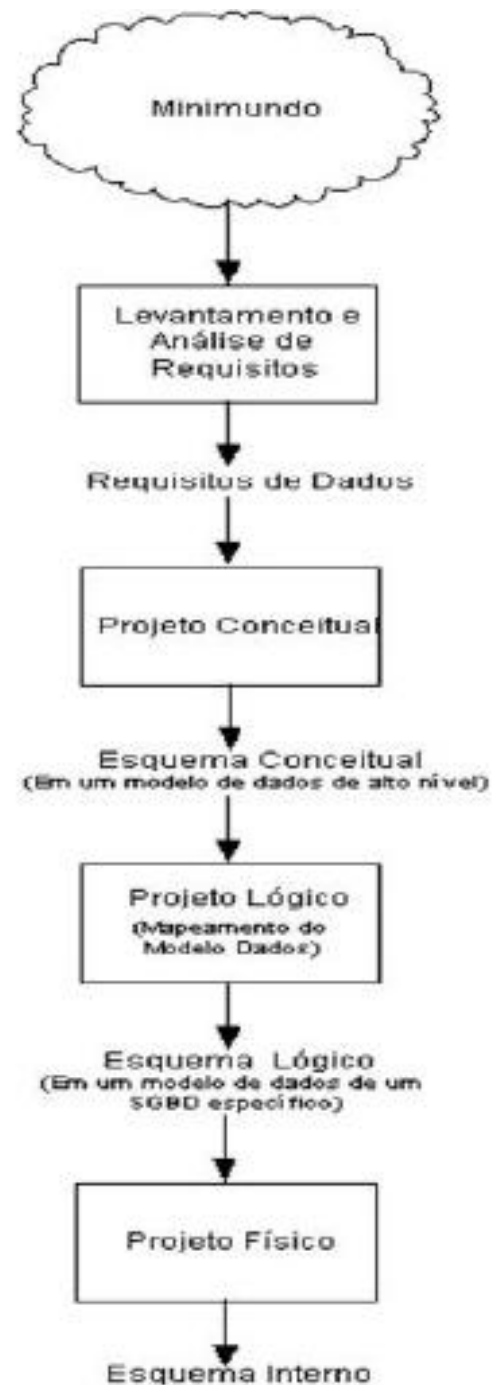 Minimundo
Levantamento e
Análise de
Requisitos
Requisitos de Dados
Projeto Conceitual
Esquema Conceitual
(Em um modelo de dados de alto nível)
Projeto Lógico
(Mapeamento do
Modelo Dados)
Esquema Lógico
(Em um modelo de dados de um
SGBD específico)
Projeto Físico
Esquema Interno